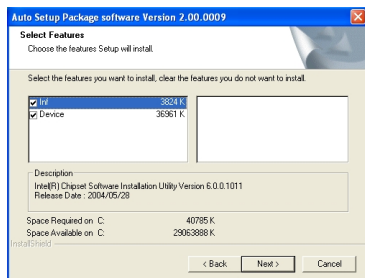 Auto Setup Package software Version 2.00.0009
Select Features
Choose the features Setup will install.
Select the features you want to install, clear the features you do not want to install.
Inf 3824 K
Device 36961 K
Description
Intel(R) Chipset Software Installation Utility Version 6.0.0.1011
Release Date : 2004/05/28
Space Required on C: 40785 K
Space Available on C: 29063888 K
InstallShield
< Back Next > Cancel